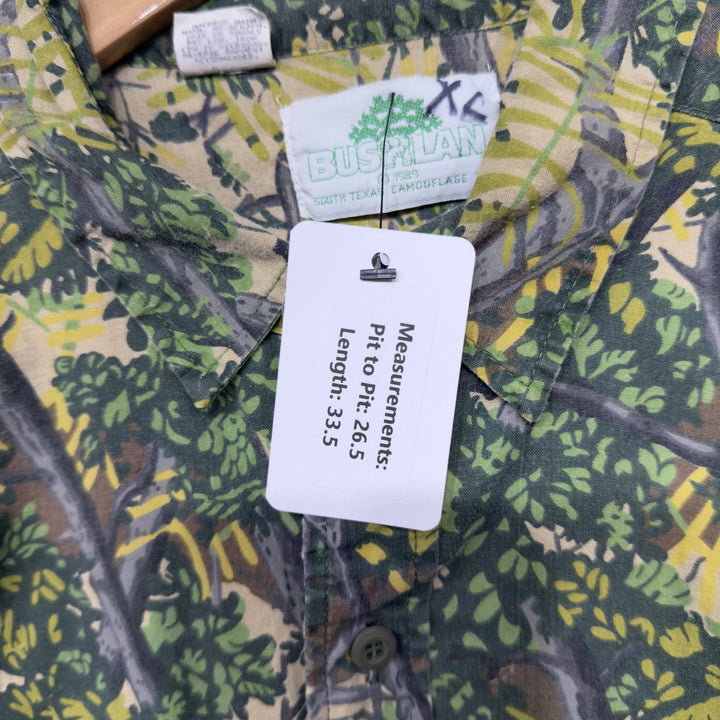 XL
BUSHLAN
© 1989
SOUTH TEXAS CAMOUFLAGE
Measurements:
Pit to Pit: 26.5
Length: 33.5